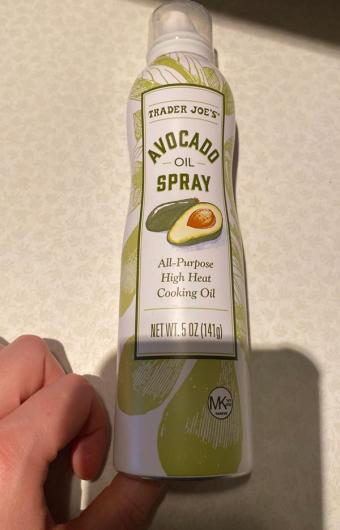 TRADER JOE'S
AVOCADO
OIL
SPRAY
All-Purpose
High Heat
Cooking Oil
NET WT. 5 OZ (141g)
MK